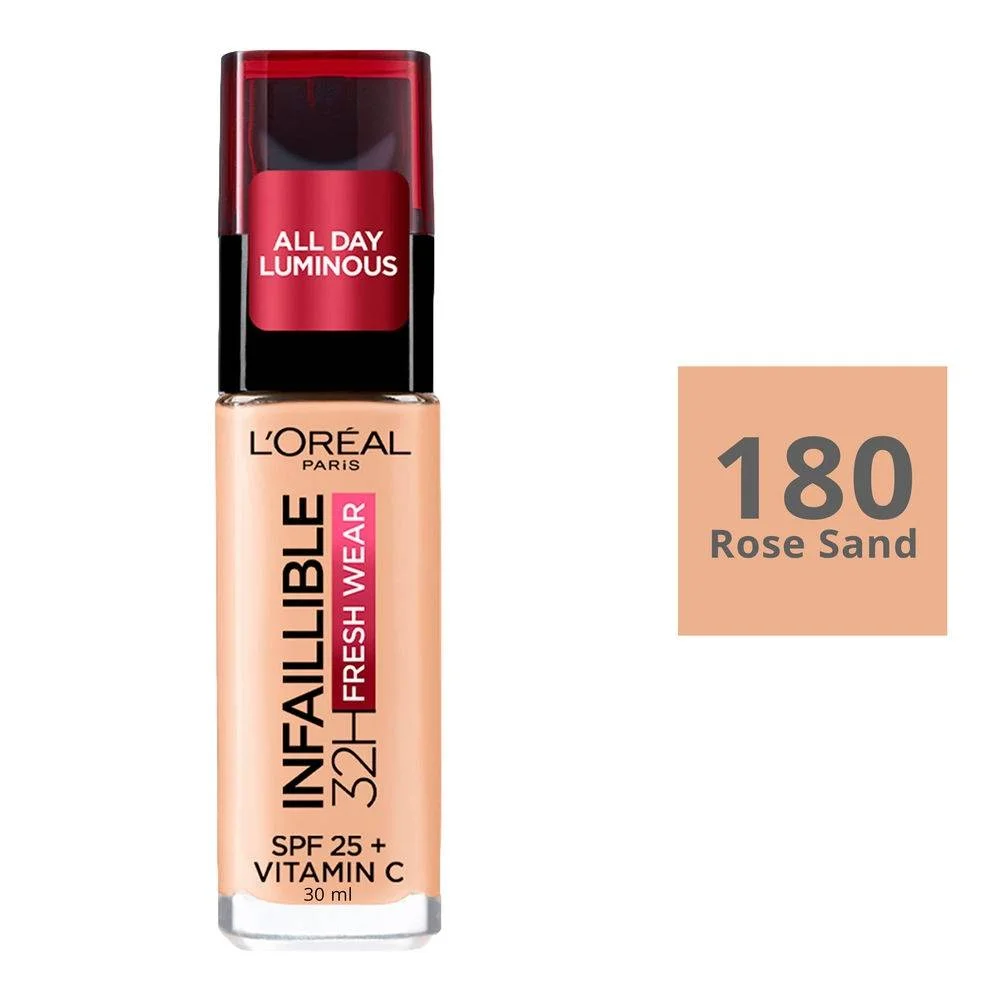 ALL DAY
LUMINOUS
L'ORÉAL
PARIS
INFAILLIBLE
32H FRESH WEAR
SPF 25 +
VITAMIN C
30 ml
180
Rose Sand